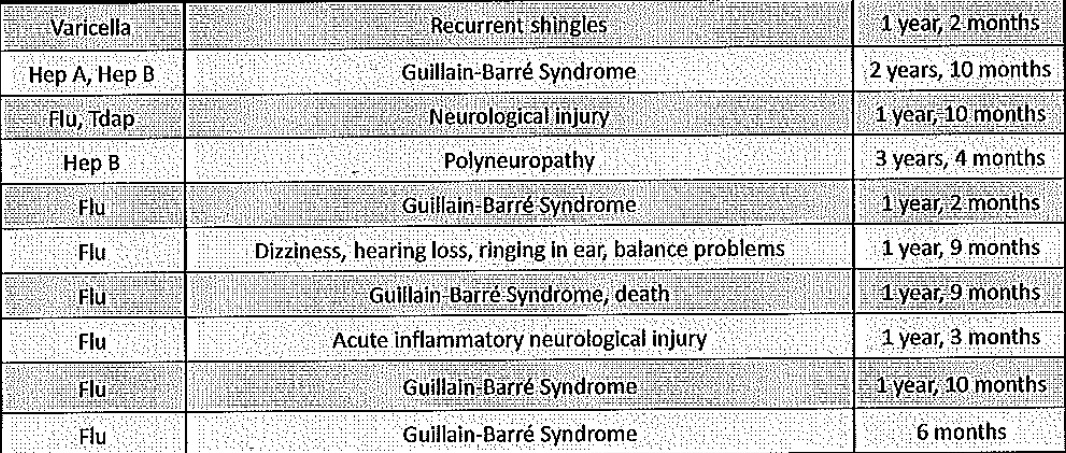 Varicella Recurrent shingles 1 year, 2 months
Hep A, Hep B Guillain-Barré Syndrome 2 years, 10 months
Flu, Tdap Neurological injury 1 year, 10 months
Hep B Polyneuropathy 3 years, 4 months
Flu Guillain-Barré Syndrome 1 year, 2 months
Flu Dizziness, hearing loss, ringing in ear, balance problems 1 year, 9 months
Flu Guillain-Barré Syndrome, death 1 year, 9 months
Flu Acute inflammatory neurological injury 1 year, 3 months
Flu Guillain-Barré Syndrome 1 year, 10 months
Flu Guillain-Barré Syndrome 6 months